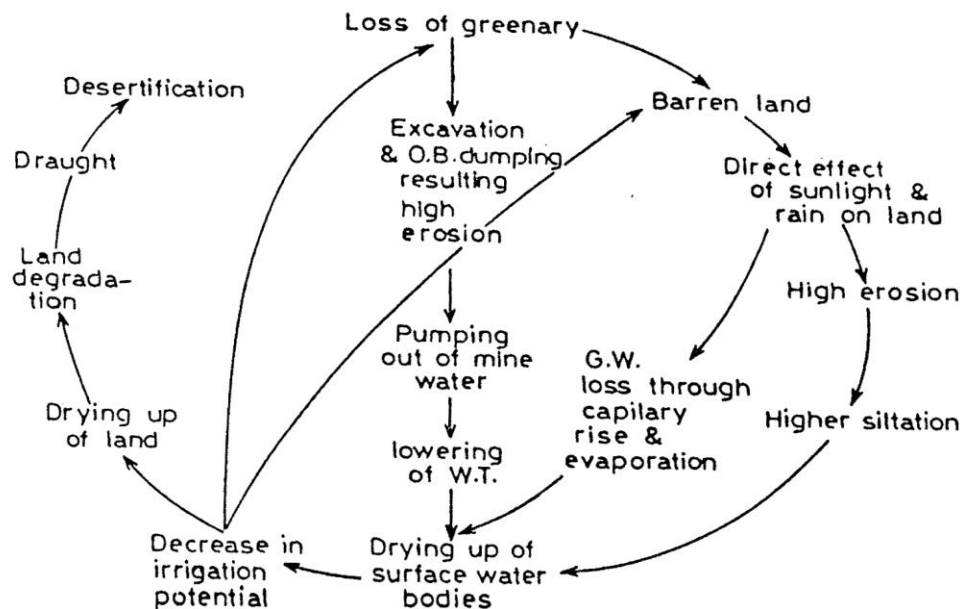 Loss of greenary
Desertification
Barren land
Excavation
& O.B. dumping
resulting
high
erosion
Draught
Direct effect
of sunlight &
rain on land
Land
degrada-
tion
High erosion
Pumping
out of mine
water
G.W.
loss through
capilary
rise &
evaporation
Drying up
of land
Higher siltation
lowering
of W.T.
Decrease in
irrigation
potential
Drying up of
surface water
bodies